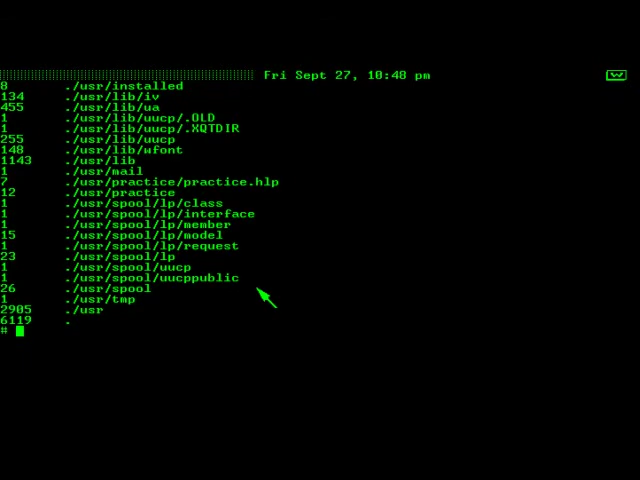 Fri Sept 27, 10:48 pm W
8 ./usr/installed
134 ./usr/lib/iv
455 ./usr/lib/ua
1 ./usr/lib/uucp/.OLD
1 ./usr/lib/uucp/.XQTDIR
255 ./usr/lib/uucp
148 ./usr/lib/wfont
1143 ./usr/lib
1 ./usr/mail
7 ./usr/practice/practice.hlp
12 ./usr/practice
1 ./usr/spool/lp/class
1 ./usr/spool/lp/interface
1 ./usr/spool/lp/member
15 ./usr/spool/lp/model
1 ./usr/spool/lp/request
23 ./usr/spool/lp
1 ./usr/spool/uucp
1 ./usr/spool/uucppublic
26 ./usr/spool
1 ./usr/tmp
2905 ./usr
6119 .
#